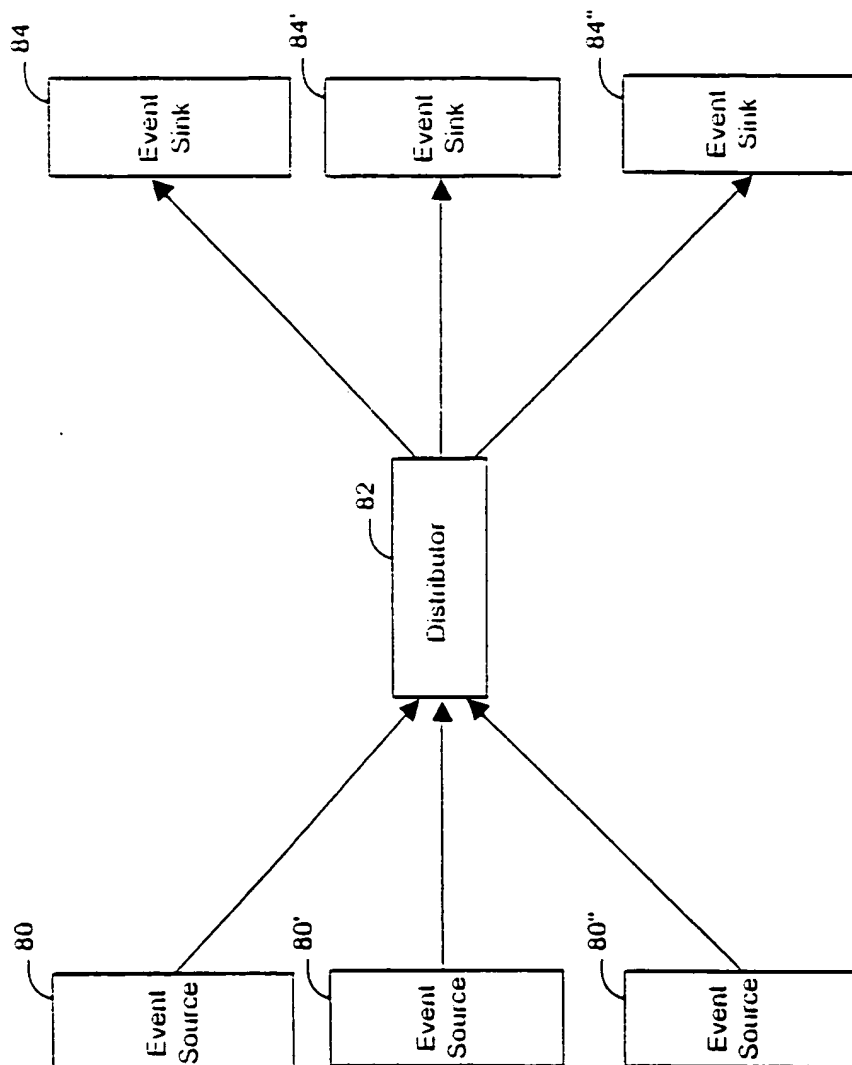 80
Event
Source
80'
Event
Source
80"
Event
Source
82
Distributor
84
Event
Sink
84'
Event
Sink
84"
Event
Sink